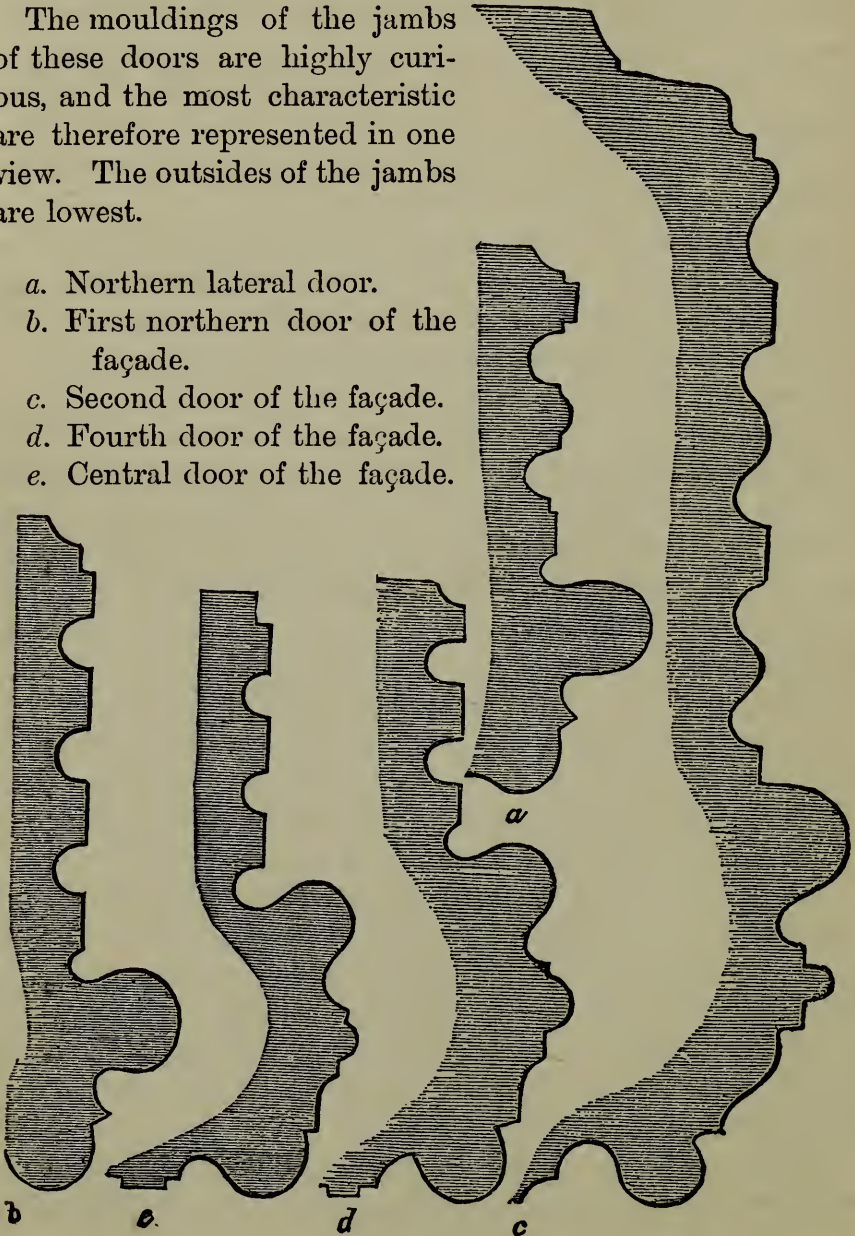 The mouldings of the jambs
of these doors are highly curi-
ous, and the most characteristic
are therefore represented in one
view. The outsides of the jambs
are lowest.
a. Northern lateral door.
b. First northern door of the
façade.
c. Second door of the façade.
d. Fourth door of the façade.
e. Central door of the façade.
a
b
e.
d
c